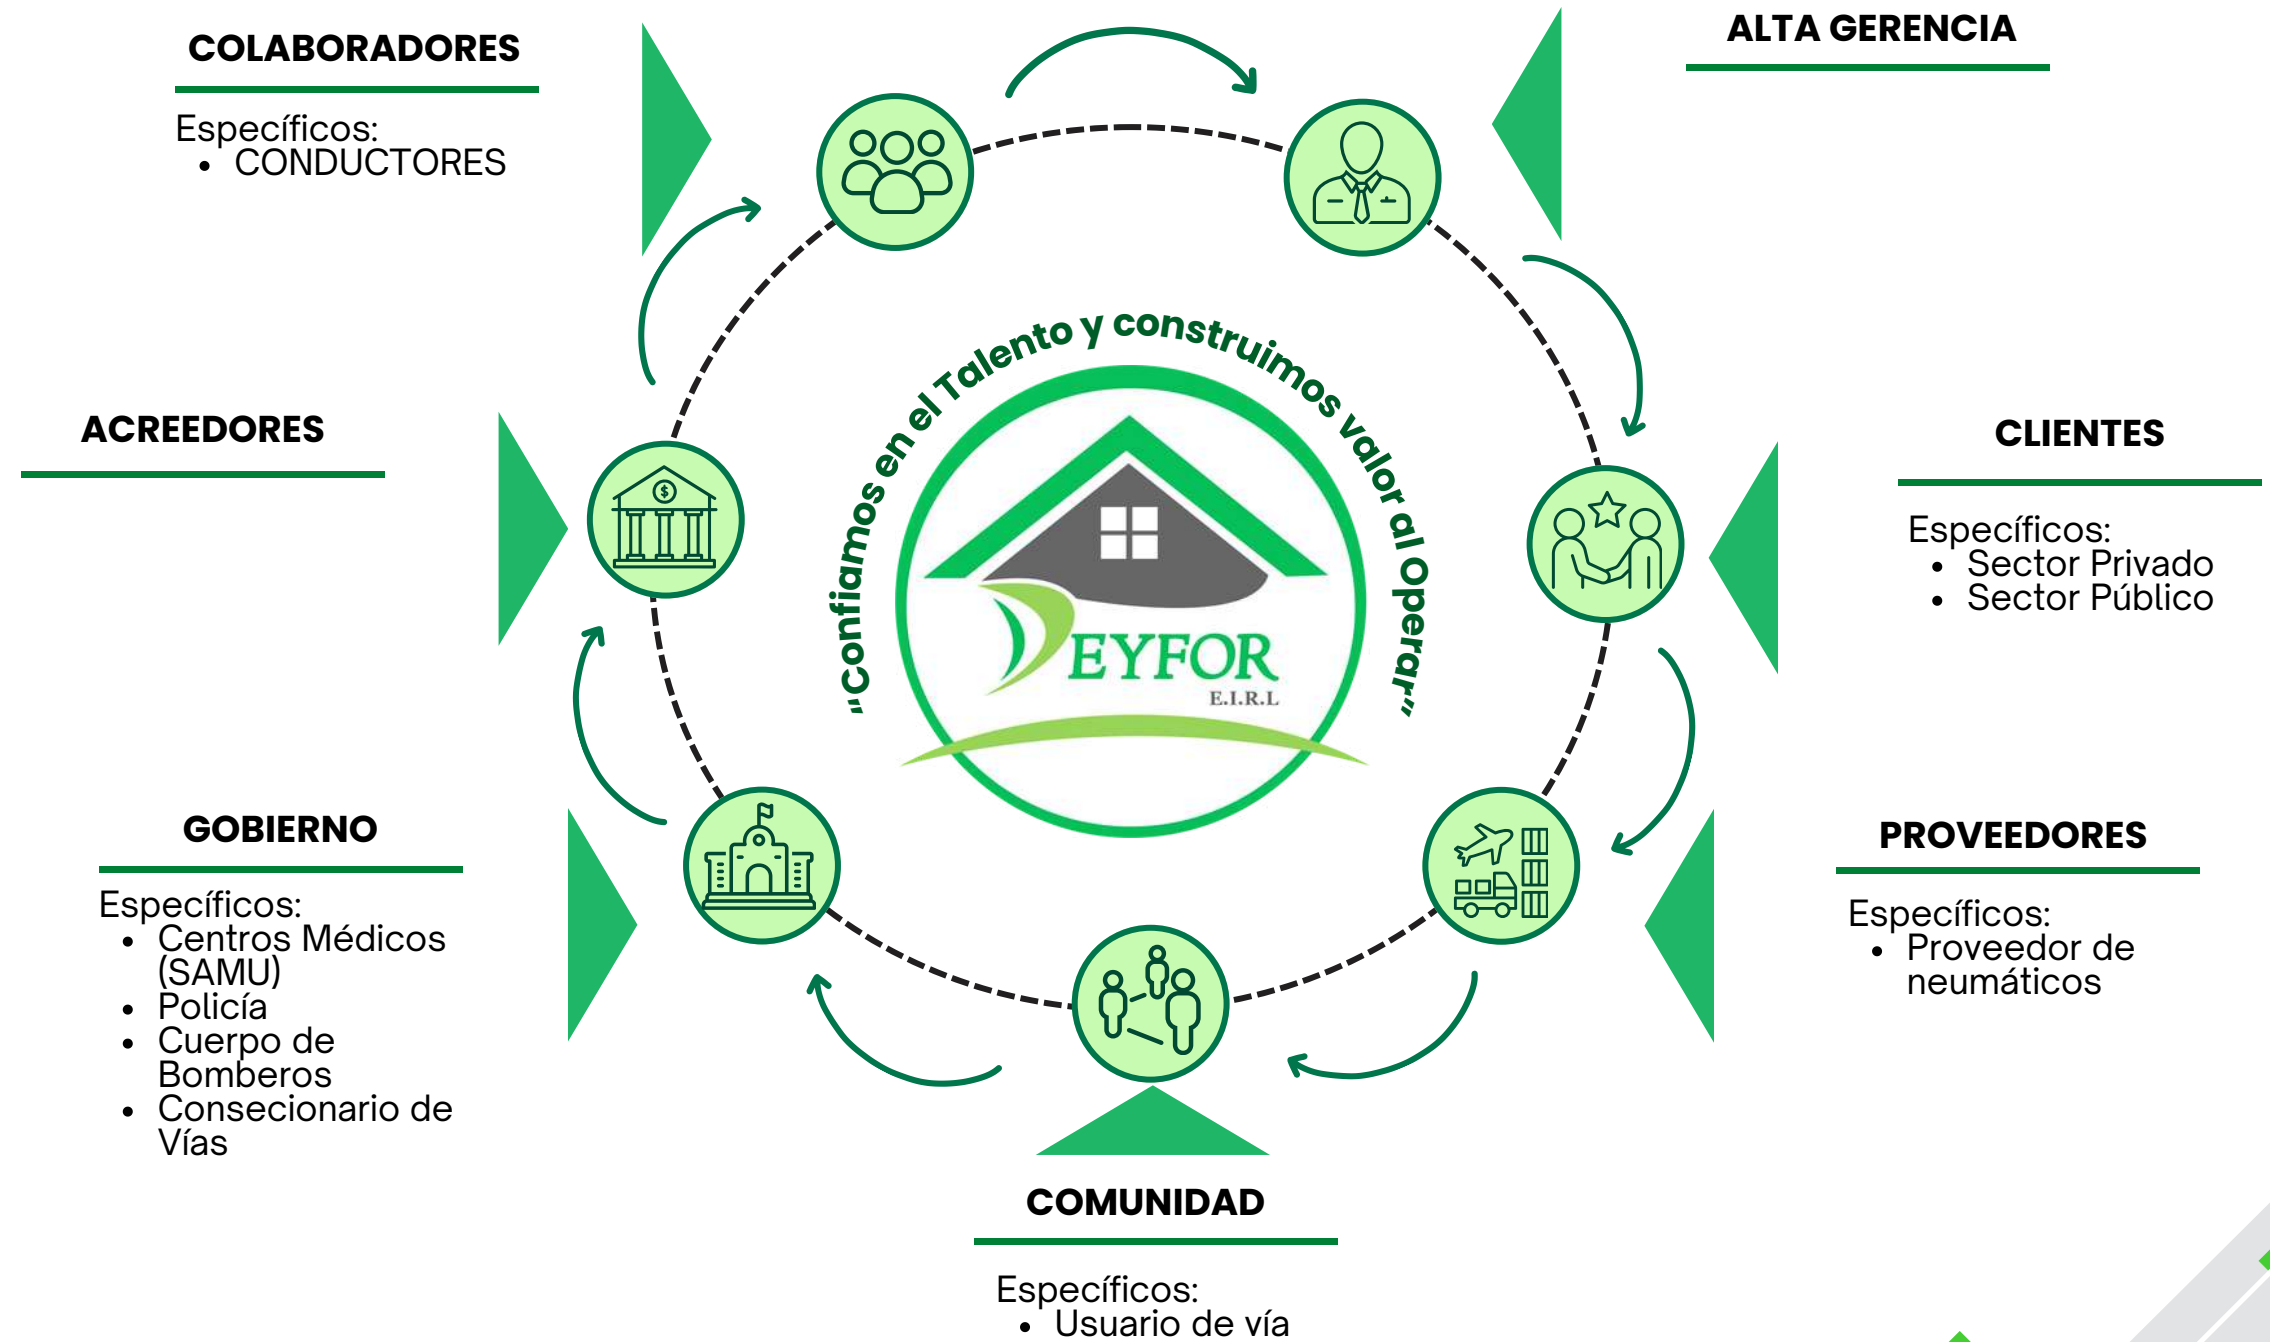 COLABORADORES
Específicos:
• CONDUCTORES
ALTA GERENCIA
ACREEDORES
"Confiamos en el Talento y construimos valor al Operar"
DEYFOR
E.I.R.L
CLIENTES
Específicos:
• Sector Privado
• Sector Público
GOBIERNO
Específicos:
• Centros Médicos
(SAMU)
• Policía
• Cuerpo de
Bomberos
• Consecionario de
Vías
PROVEEDORES
Específicos:
• Proveedor de
neumáticos
COMUNIDAD
Específicos:
• Usuario de vía